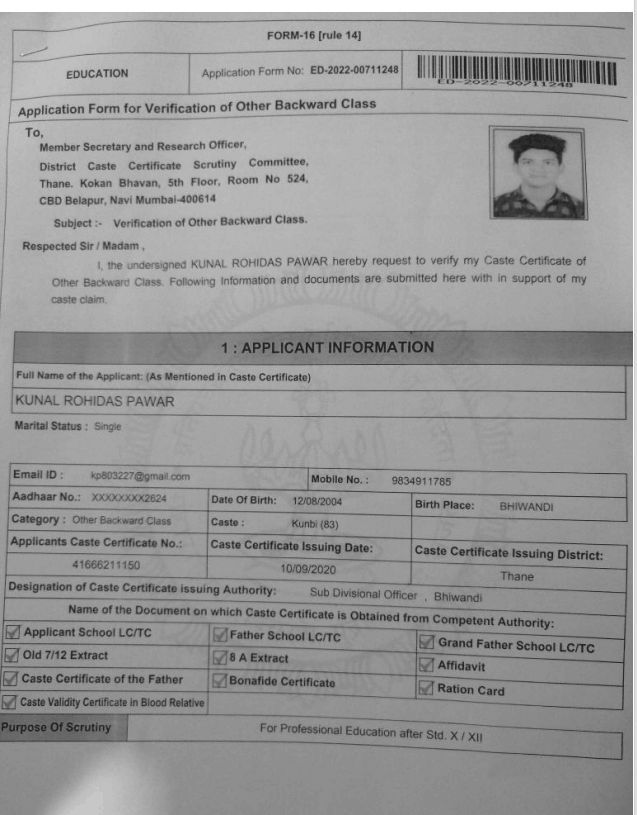 FORM-16 [rule 14]
EDUCATION
Application Form No: ED-2022-00711248
ED-2022-00711248
Application Form for Verification of Other Backward Class
To,
Member Secretary and Research Officer,
District Caste Certificate Scrutiny Committee,
Thane. Kokan Bhavan, 5th Floor, Room No 524,
CBD Belapur, Navi Mumbai-400614
Subject :- Verification of Other Backward Class.
Respected Sir / Madam ,
I, the undersigned KUNAL ROHIDAS PAWAR hereby request to verify my Caste Certificate of
Other Backward Class. Following Information and documents are submitted here with in support of my
caste claim.
1 : APPLICANT INFORMATION
Full Name of the Applicant: (As Mentioned in Caste Certificate)
KUNAL ROHIDAS PAWAR
Marital Status : Single
Email ID : kp803227@gmail.com Mobile No. : 9834911785
Aadhaar No.: XXXXXXXX2624 Date Of Birth: 12/08/2004 Birth Place: BHIWANDI
Category : Other Backward Class Caste : Kunbi (83)
Applicants Caste Certificate No.: Caste Certificate Issuing Date: Caste Certificate Issuing District:
41666211150 10/09/2020 Thane
Designation of Caste Certificate issuing Authority: Sub Divisional Officer , Bhiwandi
Name of the Document on which Caste Certificate is Obtained from Competent Authority:
Applicant School LC/TC Father School LC/TC Grand Father School LC/TC
Old 7/12 Extract 8 A Extract Affidavit
Caste Certificate of the Father Bonafide Certificate Ration Card
Caste Validity Certificate in Blood Relative
Purpose Of Scrutiny For Professional Education after Std. X / XII